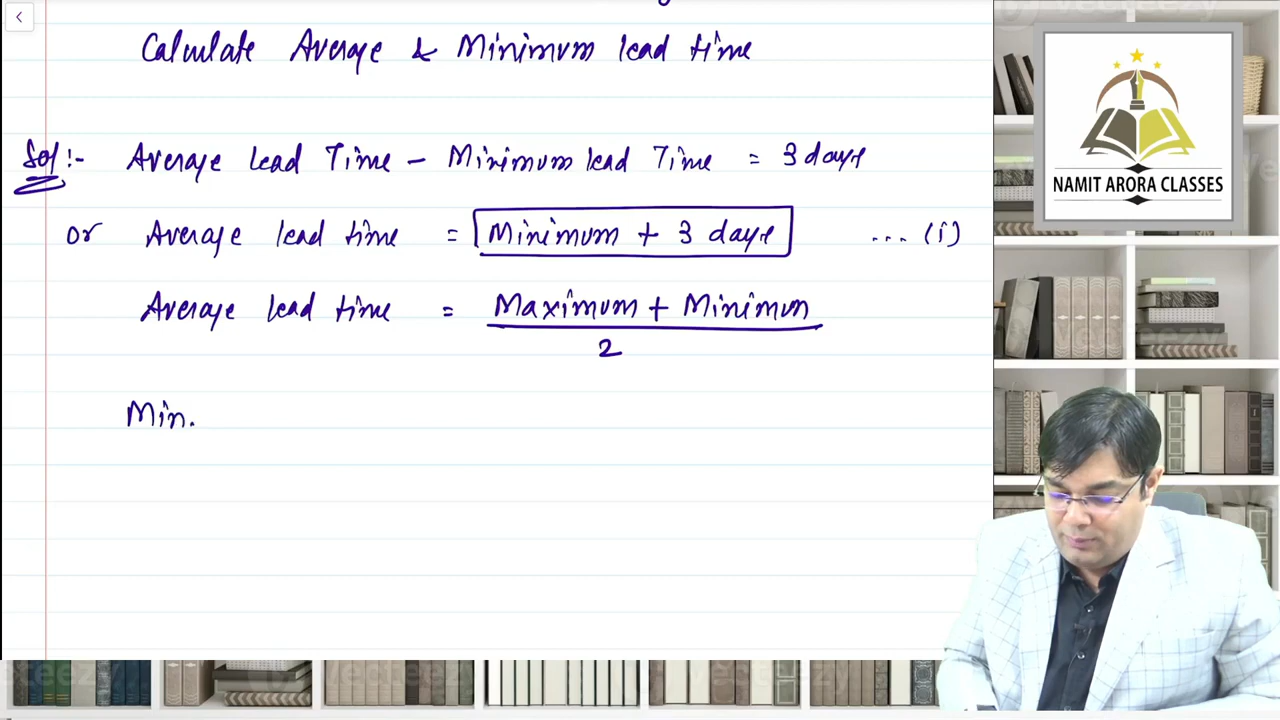 Calculate Average & Minimum lead time
Sol:- Average lead Time - Minimum lead Time = 3 days
or Average lead time = Minimum + 3 days ... (i)
Average lead time = Maximum + Minimum
2
Min.
NAMIT ARORA CLASSES
vecteezy